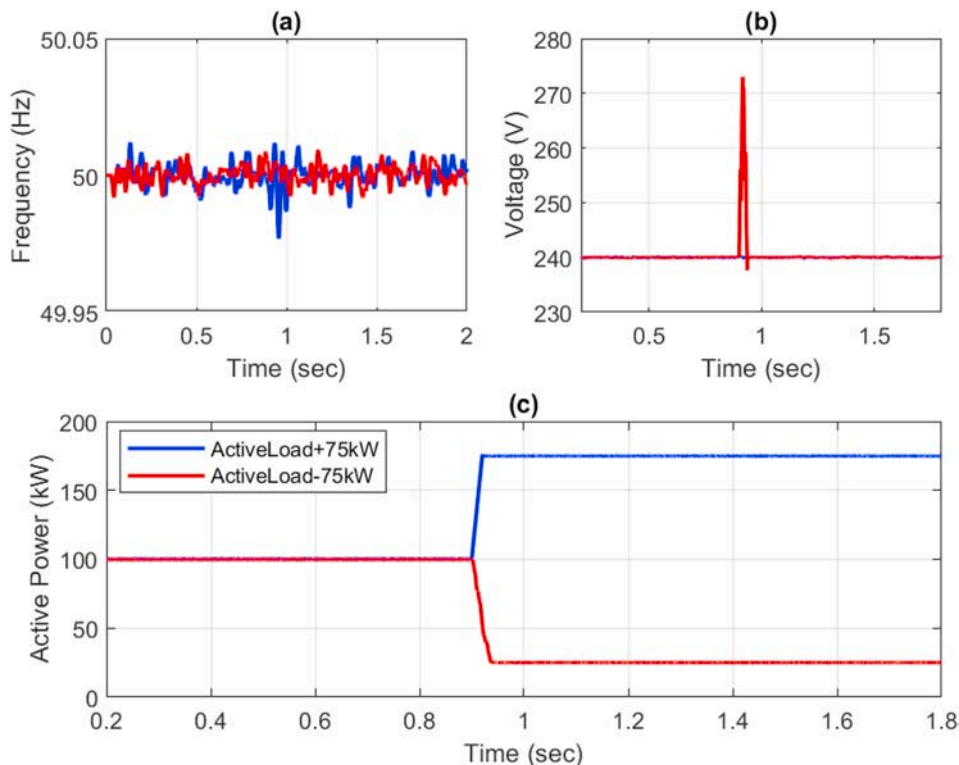 (a)
50.05
50
49.95
Frequency (Hz)
0 0.5 1 1.5 2
Time (sec)
(b)
280
270
260
250
240
230
Voltage (V)
0.5 1 1.5
Time (sec)
(c)
200
150
100
50
0
Active Power (kW)
ActiveLoad+75kW
ActiveLoad-75kW
0.2 0.4 0.6 0.8 1 1.2 1.4 1.6 1.8
Time (sec)